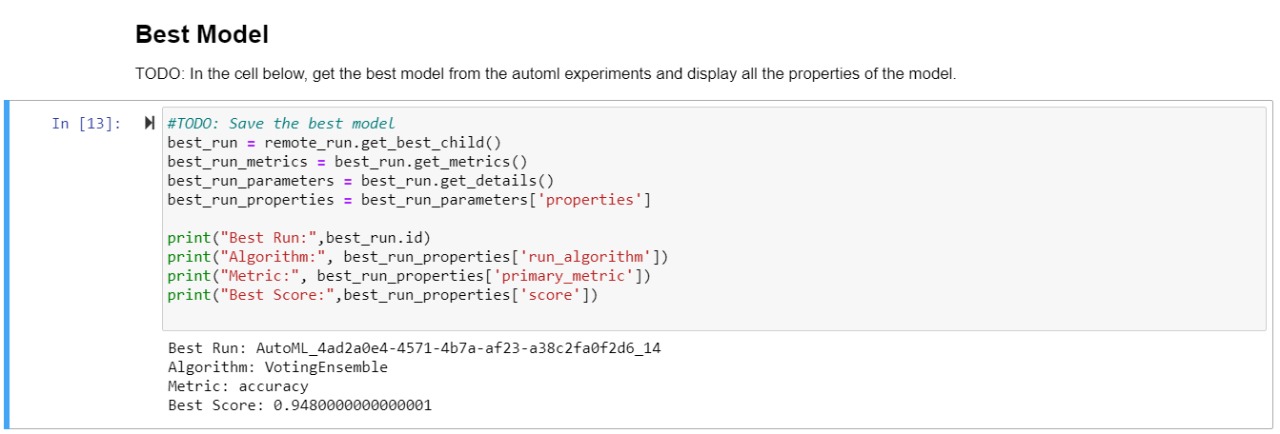 Best Model
TODO: In the cell below, get the best model from the automl experiments and display all the properties of the model.
In [13]:
#TODO: Save the best model
best_run = remote_run.get_best_child()
best_run_metrics = best_run.get_metrics()
best_run_parameters = best_run.get_details()
best_run_properties = best_run_parameters['properties']
print("Best Run:",best_run.id)
print("Algorithm:", best_run_properties['run_algorithm'])
print("Metric:", best_run_properties['primary_metric'])
print("Best Score:",best_run_properties['score'])
Best Run: AutoML_4ad2a0e4-4571-4b7a-af23-a38c2fa0f2d6_14
Algorithm: VotingEnsemble
Metric: accuracy
Best Score: 0.9480000000000001